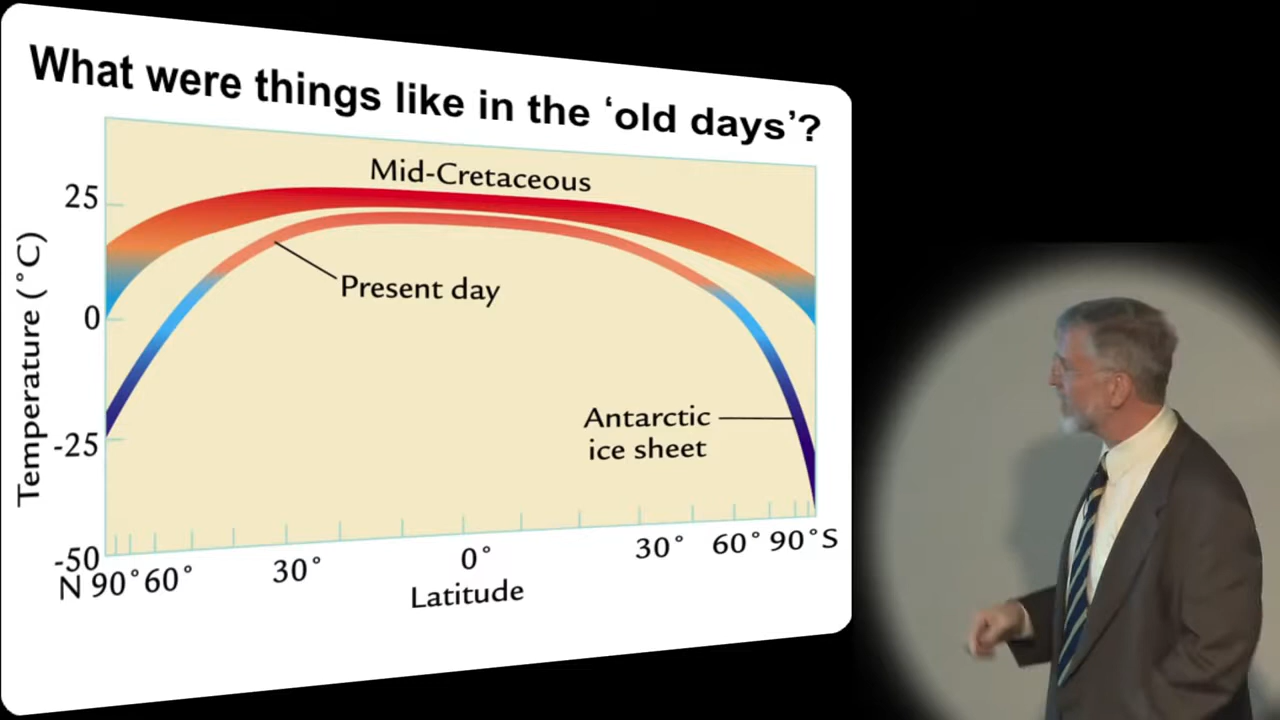 What were things like in the ‘old days’?
Mid-Cretaceous
25
Present day
0
Temperature (°C)
Antarctic
ice sheet
-25
-50
N 90° 60° 30° 0° 30° 60° 90°S
Latitude